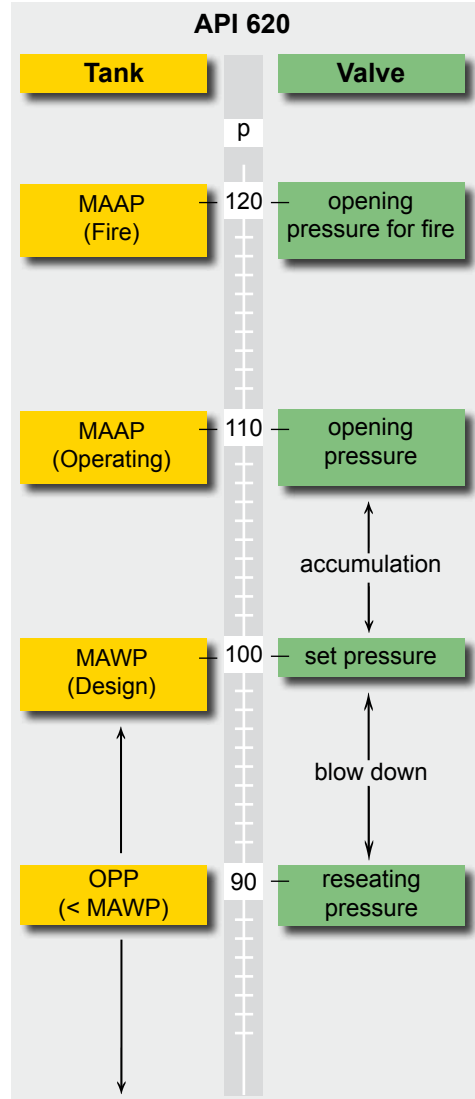 API 620
Tank
Valve
p
MAAP
(Fire)
120
opening
pressure for fire
MAAP
(Operating)
110
opening
pressure
accumulation
MAWP
(Design)
100
set pressure
blow down
OPP
(< MAWP)
90
reseating
pressure